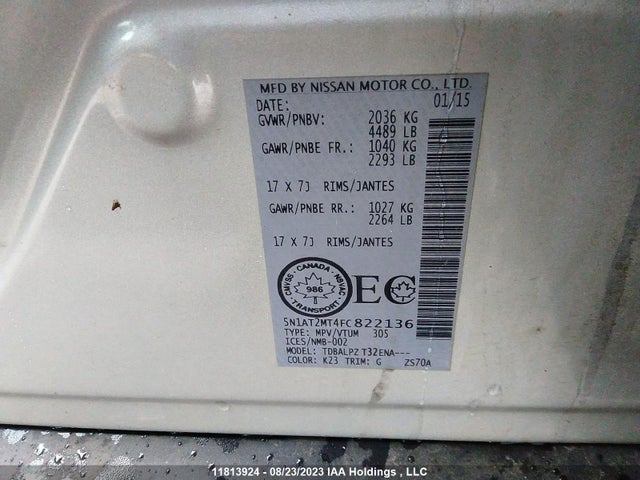 MFD BY NISSAN MOTOR CO., LTD.
DATE: 01/15
GVWR/PNBV: 2036 KG
4489 LB
GAWR/PNBE FR.: 1040 KG
2293 LB
17 X 7J RIMS/JANTES
GAWR/PNBE RR.: 1027 KG
2264 LB
17 X 7J RIMS/JANTES
CANADA
CMVSS NSVAC
986
TRANSPORT
EC
5N1AT2MT4FC822136
TYPE: MPV/VTUM 305
ICES/NMB-002
MODEL: TDBALPZ T32ENA---
COLOR: K23 TRIM: G ZS70A
11813924 - 08/23/2023 IAA Holdings , LLC